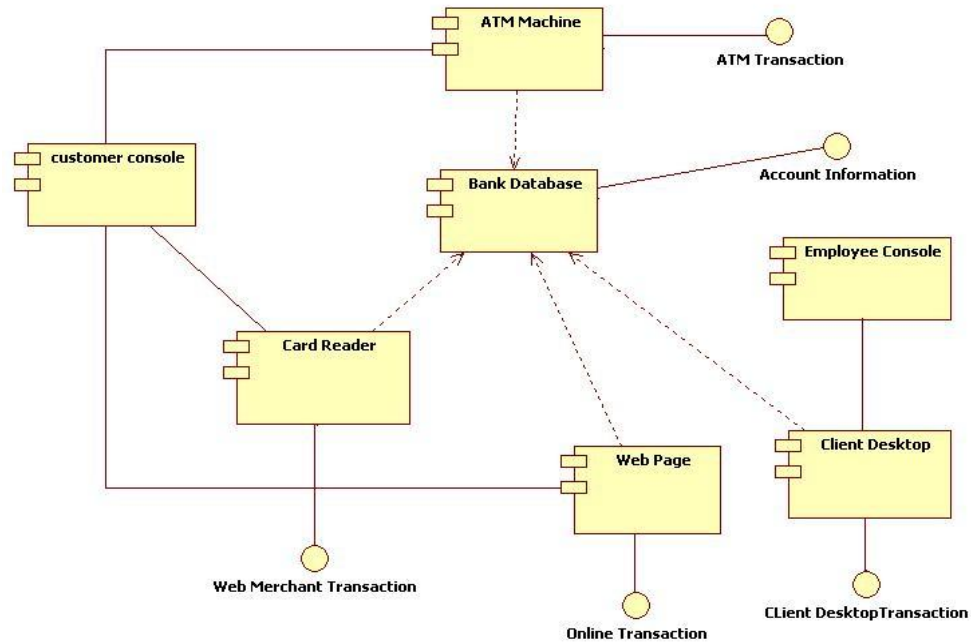 ATM Machine
ATM Transaction
customer console
Bank Database
Account Information
Employee Console
Card Reader
Client Desktop
Web Page
Web Merchant Transaction
CLient DesktopTransaction
Online Transaction